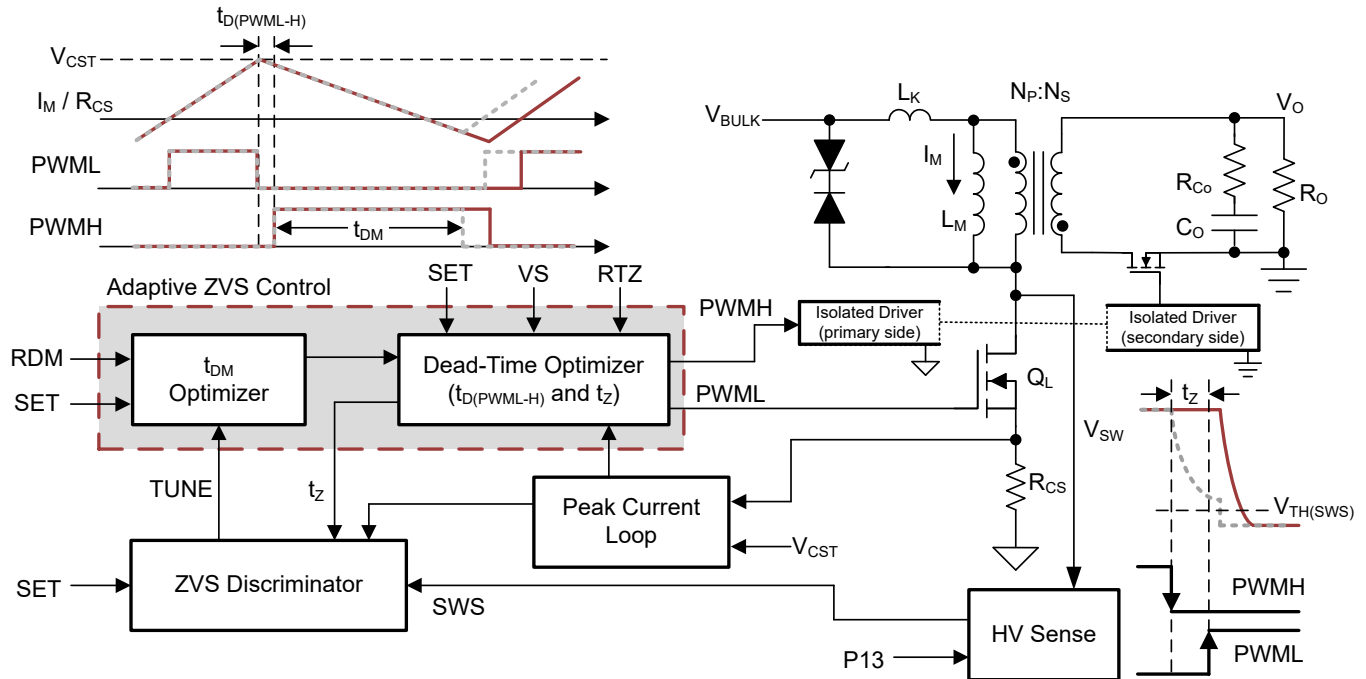 tD(PWML-H)
VCST
IM / RCS
PWML
PWMH
tDM
VBULK
LK
NP:NS
VO
IM
LM
RCo
CO
RO
Adaptive ZVS Control
SET
VS
RTZ
RDM
SET
tDM
Optimizer
Dead-Time Optimizer
(tD(PWML-H) and tZ)
PWMH
PWML
Isolated Driver
(primary side)
Isolated Driver
(secondary side)
QL
VSW
RCS
tZ
VTH(SWS)
TUNE
tZ
Peak Current
Loop
VCST
SET
ZVS Discriminator
SWS
P13
HV Sense
PWMH
PWML